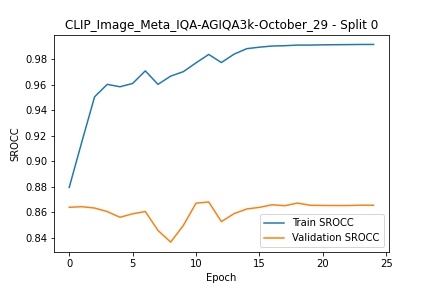 CLIP_Image_Meta_IQA-AGIQA3k-October_29 - Split 0
SROCC
0.98
0.96
0.94
0.92
0.90
0.88
0.86
0.84
Train SROCC
Validation SROCC
0 5 10 15 20 25
Epoch